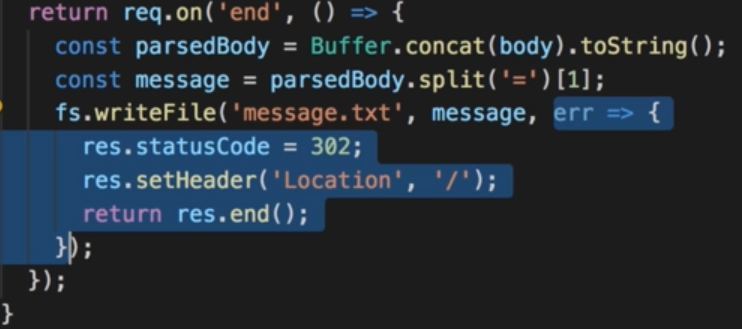 return req.on('end', () => {
const parsedBody = Buffer.concat(body).toString();
const message = parsedBody.split('=')[1];
fs.writeFile('message.txt', message, err => {
res.statusCode = 302;
res.setHeader('Location', '/');
return res.end();
});
});
}